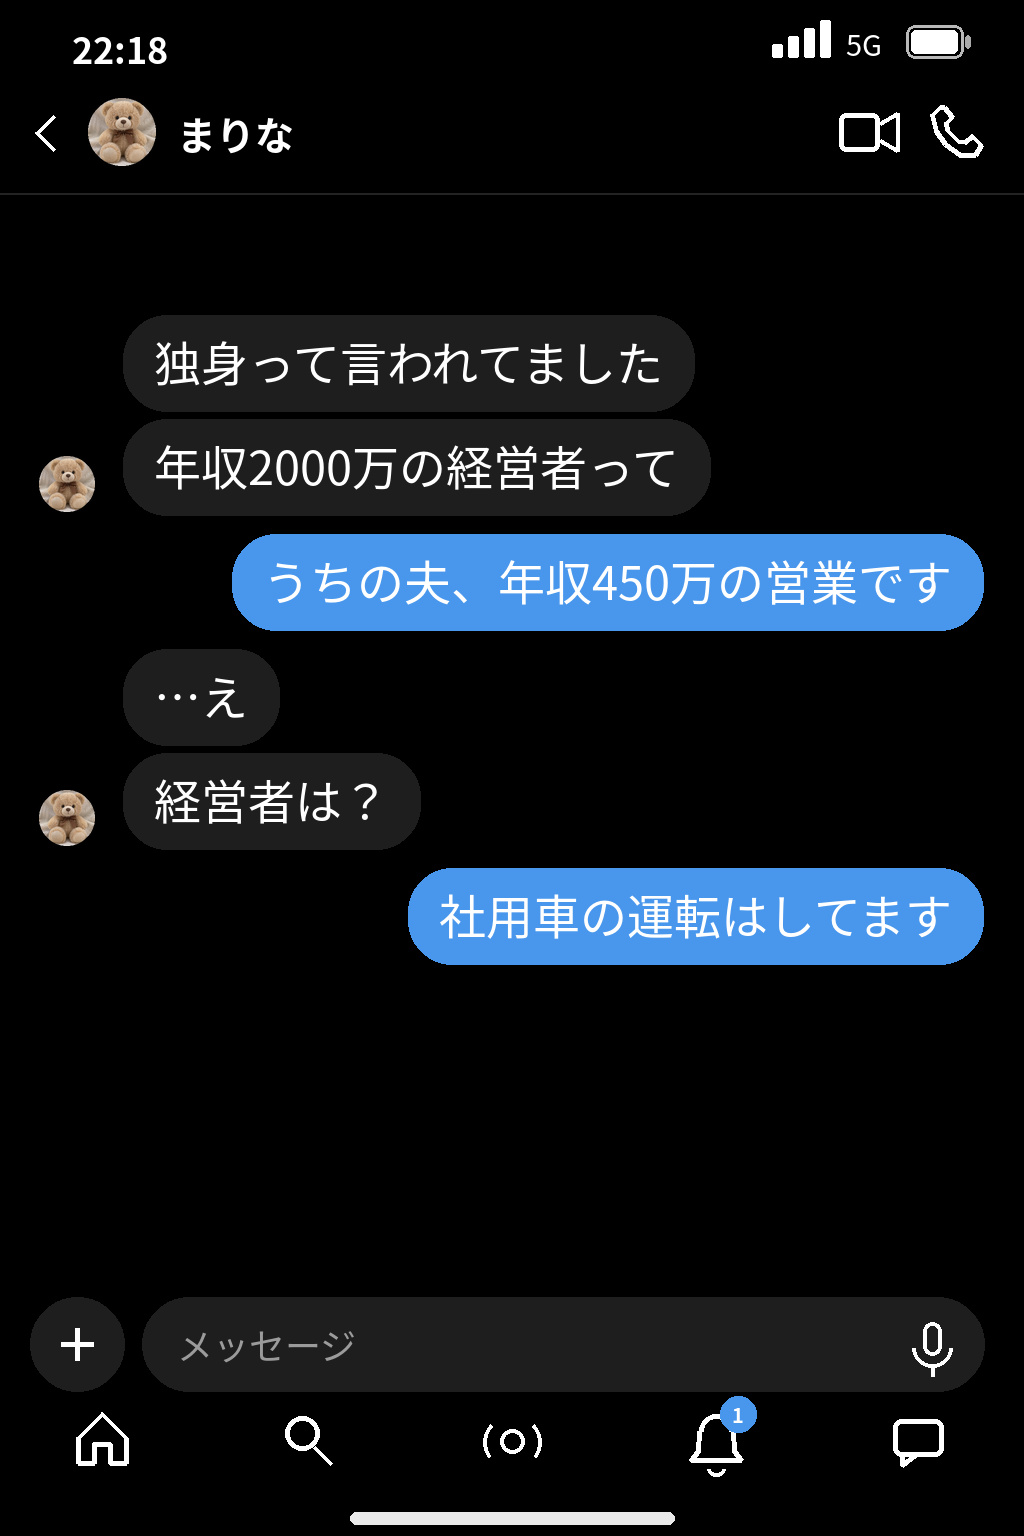 22:18
5G
まりな
独身って言われてました
年収2000万の経営者って
うちの夫、年収450万の営業です
…え
経営者は？
社用車の運転はしてます
メッセージ
1